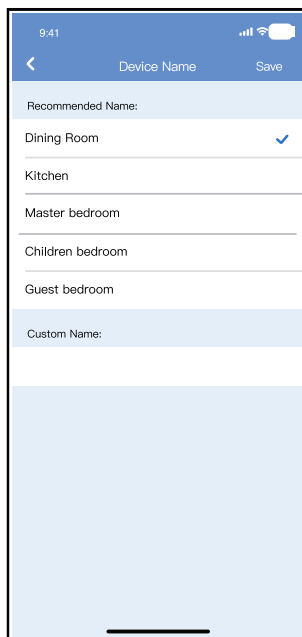 9:41
Device Name Save
Recommended Name:
Dining Room
Kitchen
Master bedroom
Children bedroom
Guest bedroom
Custom Name: